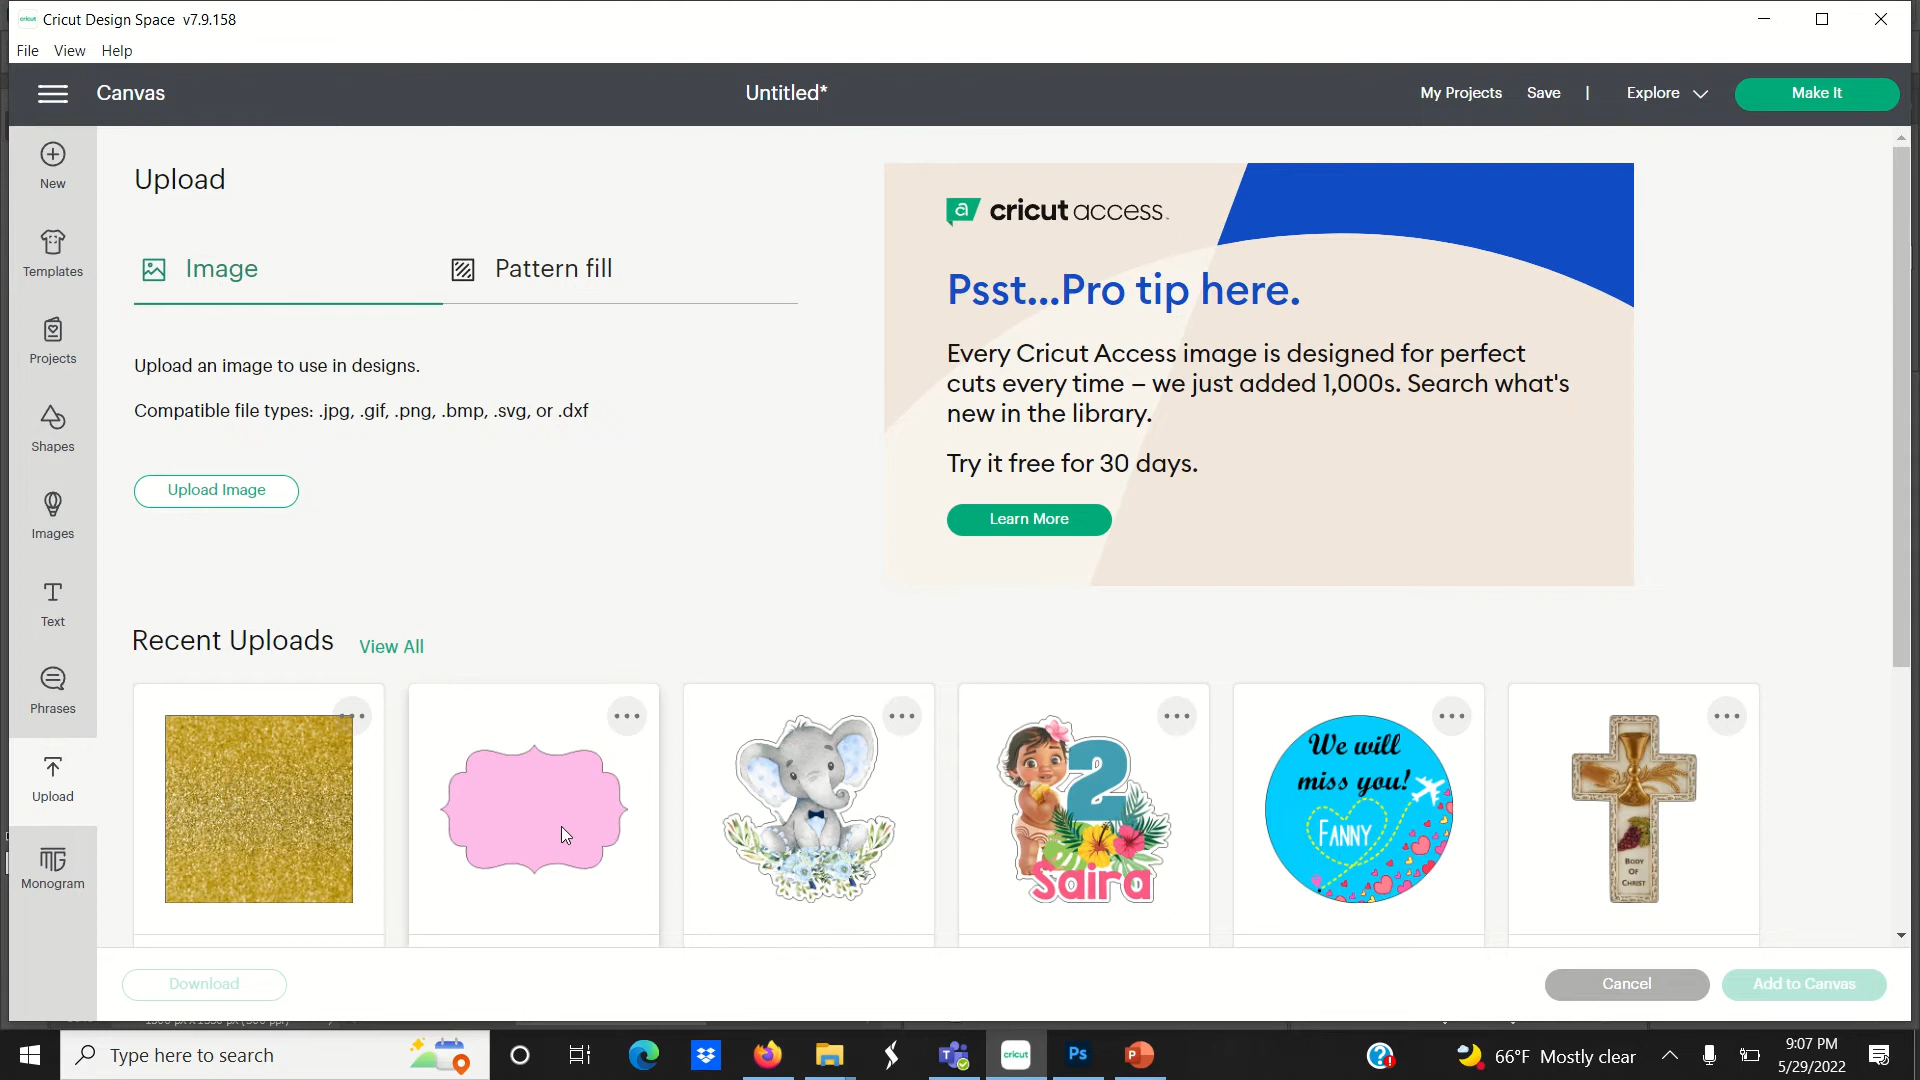 cricut Cricut Design Space v7.9.158
File View Help
Canvas
Untitled*
My Projects Save | Explore
Make It
New
Templates
Projects
Shapes
Images
Text
Phrases
Upload
Monogram
Upload
Image
Pattern fill
Upload an image to use in designs.
Compatible file types: .jpg, .gif, .png, .bmp, .svg, or .dxf
Upload Image
a cricut access
Psst...Pro tip here.
Every Cricut Access image is designed for perfect
cuts every time – we just added 1,000s. Search what's
new in the library.
Try it free for 30 days.
Learn More
Recent Uploads View All
2
Saira
We will
miss you!
FANNY
BODY
OF
CHRIST
Download
Cancel
Add to Canvas
Type here to search
cricut
Ps
P
66°F Mostly clear
9:07 PM
5/29/2022